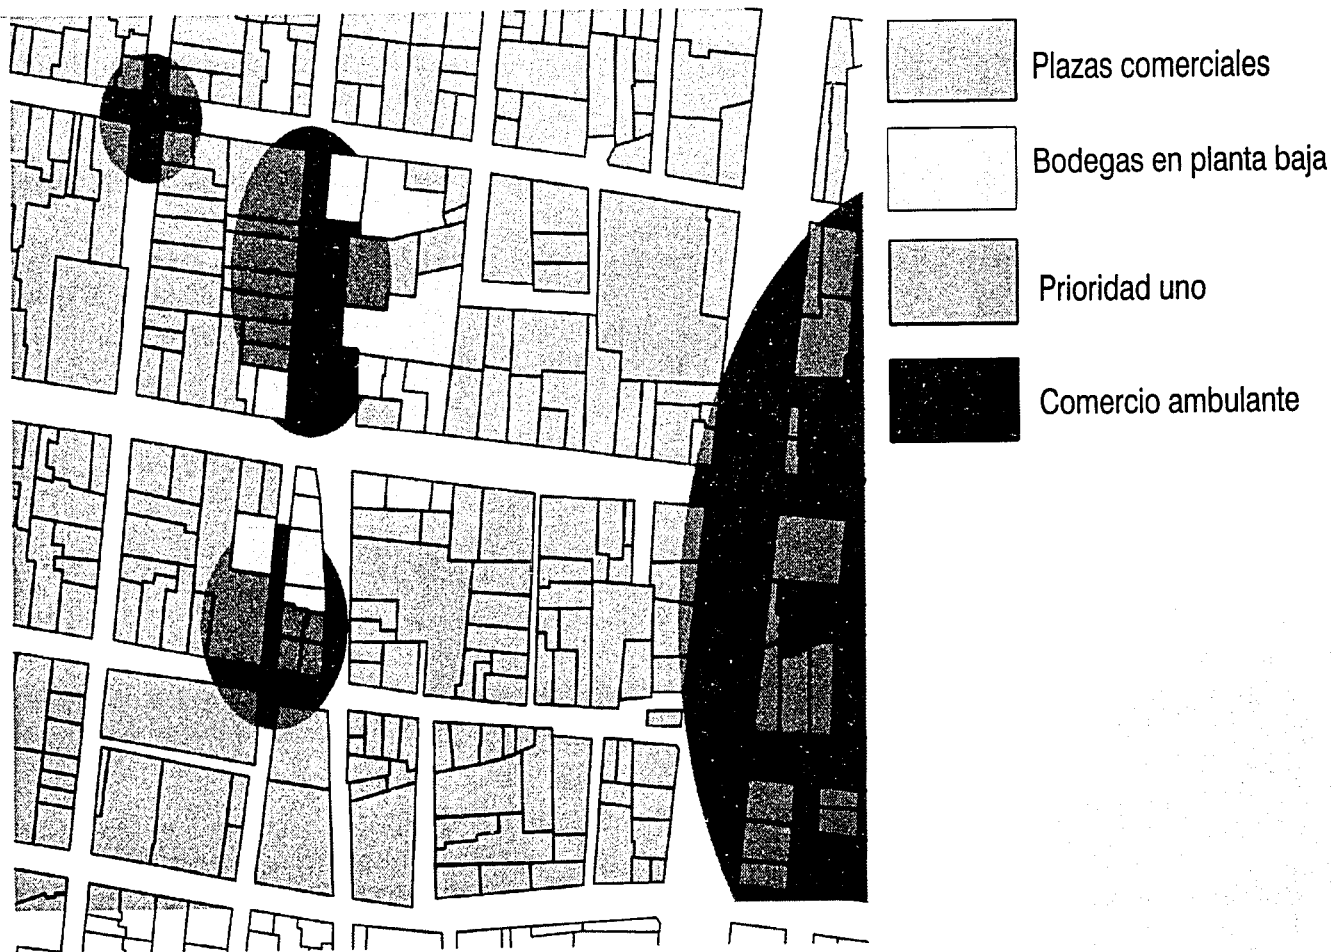 Plazas comerciales
Bodegas en planta baja
Prioridad uno
Comercio ambulante